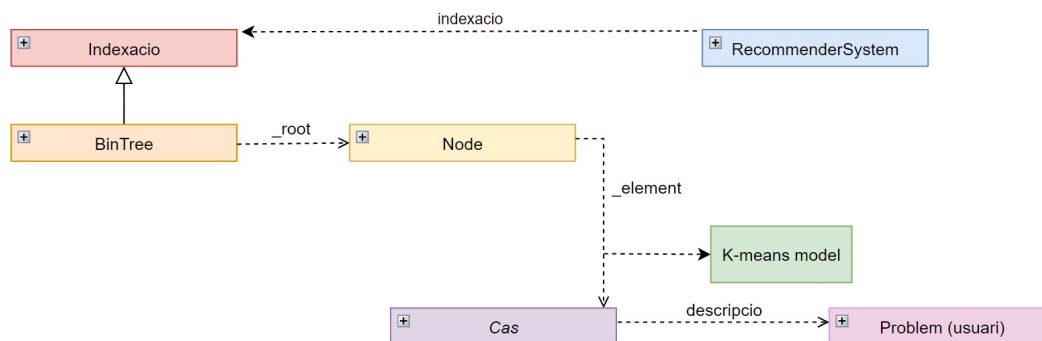 indexacio
Indexacio
RecommenderSystem
BinTree
_root
Node
_element
K-means model
Cas
descripcio
Problem (usuari)